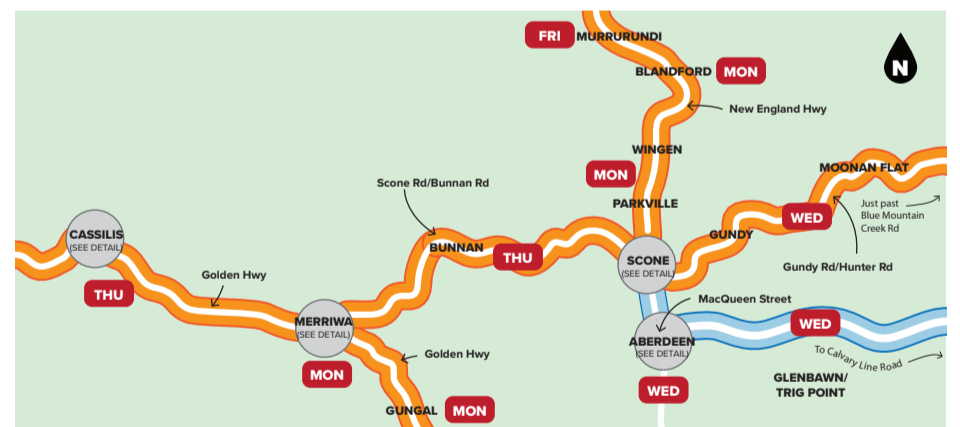 FRI MURRURUNDI
BLANDFORD MON
N
New England Hwy
WINGEN
MON
MOONAN FLAT
Scone Rd/Bunnan Rd
PARKVILLE
Just past
Blue Mountain
Creek Rd
WED
CASSILIS
(SEE DETAIL)
GUNDY
BUNNAN
THU
SCONE
(SEE DETAIL)
Gundy Rd/Hunter Rd
Golden Hwy
THU
MacQueen Street
MERRIWA
(SEE DETAIL)
WED
ABERDEEN
(SEE DETAIL)
Golden Hwy
To Calvary Line Road
MON
GLENBAWN/
TRIG POINT
WED
GUNGAL MON